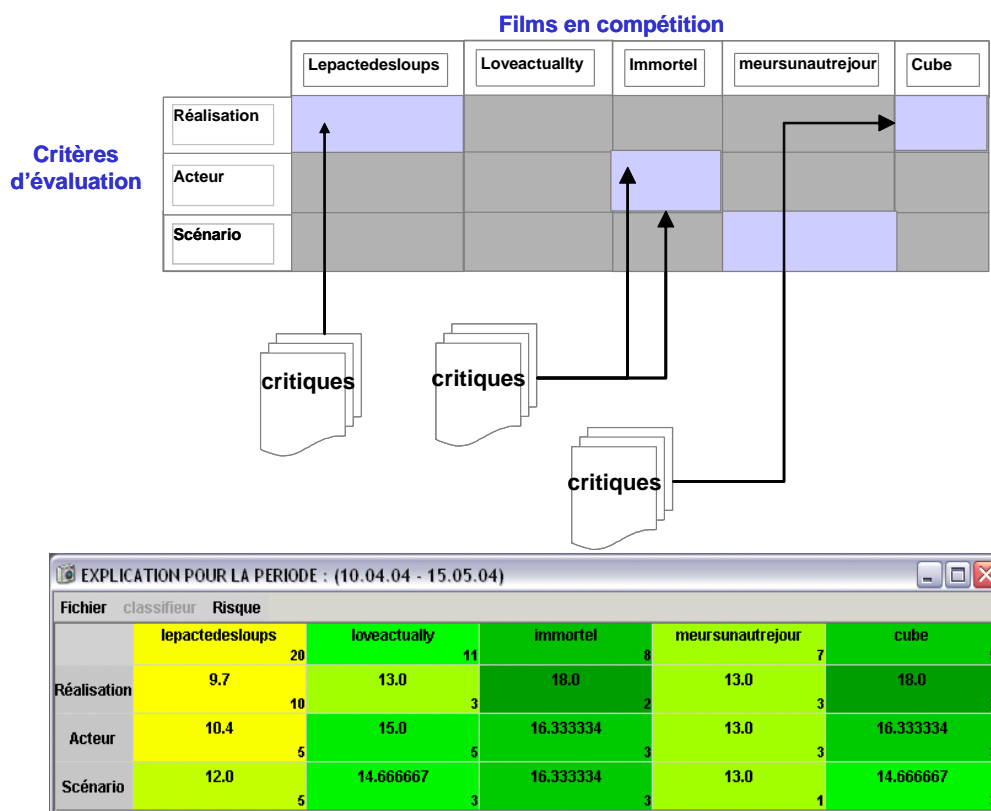 Films en compétition
Lepactedesloups Loveactuallty Immortel meursunautrejour Cube
Réalisation
Critères
d'évaluation
Acteur
Scénario
critiques
critiques
critiques
EXPLICATION POUR LA PERIODE : (10.04.04 - 15.05.04)
Fichier classifieur Risque
lepactedesloups loveactually immortel meursunautrejour cube
20 11 8 7
Réalisation 9.7 13.0 18.0 13.0 18.0
10 3 2 3
Acteur 10.4 15.0 16.333334 13.0 16.333334
5 5 3 3
Scénario 12.0 14.666667 16.333334 13.0 14.666667
5 3 3 1